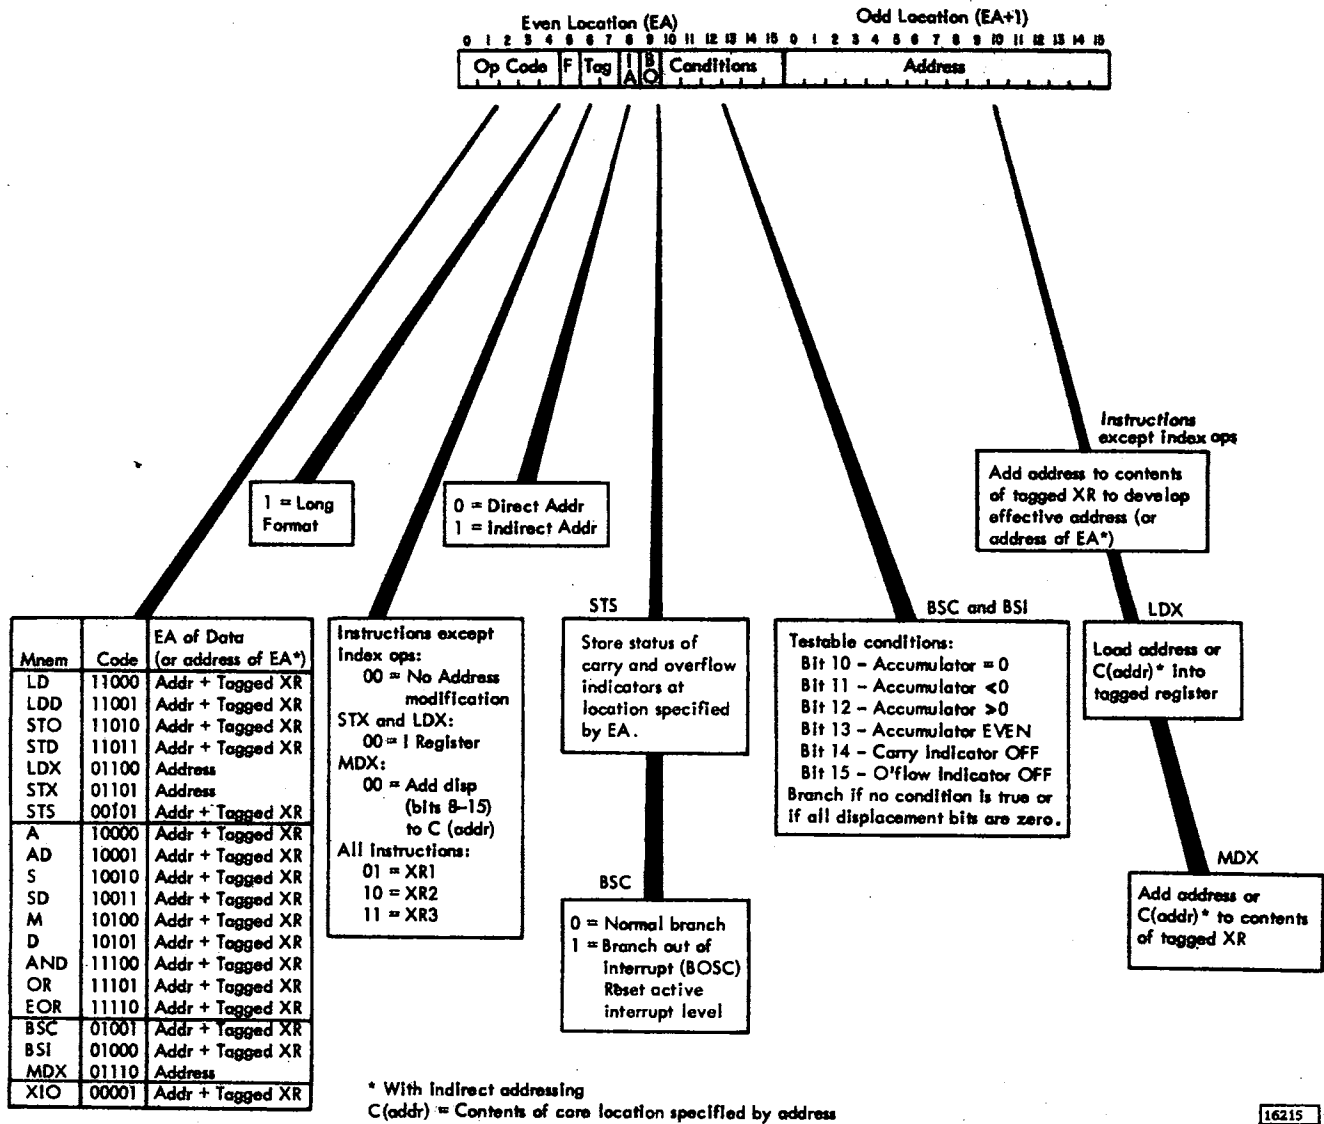 Even Location (EA)
Odd Location (EA+1)
0 1 2 3 4 5 6 7 8 9 10 11 12 13 14 15 0 1 2 3 4 5 6 7 8 9 10 11 12 13 14 15
Op Code F Tag IA BO Conditions Address
Instructions
except index ops
1 = Long
Format
0 = Direct Addr
1 = Indirect Addr
Add address to contents
of tagged XR to develop
effective address (or
address of EA*)
Mnem Code EA of Data (or address of EA*)
LD 11000 Addr + Tagged XR
LDD 11001 Addr + Tagged XR
STO 11010 Addr + Tagged XR
STD 11011 Addr + Tagged XR
LDX 01100 Address
STX 01101 Address
STS 00101 Addr + Tagged XR
A 10000 Addr + Tagged XR
AD 10001 Addr + Tagged XR
S 10010 Addr + Tagged XR
SD 10011 Addr + Tagged XR
M 10100 Addr + Tagged XR
D 10101 Addr + Tagged XR
AND 11100 Addr + Tagged XR
OR 11101 Addr + Tagged XR
EOR 11110 Addr + Tagged XR
BSC 01001 Addr + Tagged XR
BSI 01000 Addr + Tagged XR
MDX 01110 Address
XIO 00001 Addr + Tagged XR
Instructions except
index ops:
00 = No Address
modification
STX and LDX:
00 = I Register
MDX:
00 = Add disp
(bits 8-15)
to C (addr)
All instructions:
01 = XR1
10 = XR2
11 = XR3
STS
Store status of
carry and overflow
indicators at
location specified
by EA.
BSC
0 = Normal branch
1 = Branch out of
interrupt (BOSC)
Reset active
interrupt level
BSC and BSI
Testable conditions:
Bit 10 - Accumulator = 0
Bit 11 - Accumulator <0
Bit 12 - Accumulator >0
Bit 13 - Accumulator EVEN
Bit 14 - Carry Indicator OFF
Bit 15 - O'flow Indicator OFF
Branch if no condition is true or
if all displacement bits are zero.
LDX
Load address or
C(addr)* into
tagged register
MDX
Add address or
C(addr)* to contents
of tagged XR
* With indirect addressing
C(addr) = Contents of core location specified by address
16215